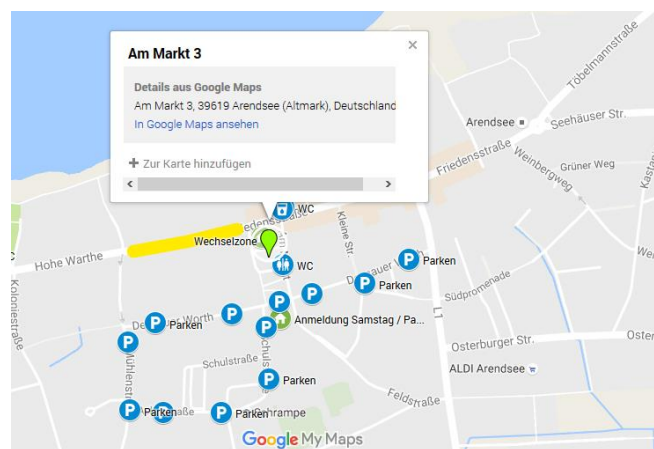 Am Markt 3
Details aus Google Maps
Am Markt 3, 39619 Arendsee (Altmark), Deutschland
In Google Maps ansehen
Zur Karte hinzufügen
Töbelmannstraße
Arendsee
Seehäuser Str.
Friedensstraße
Weinbergweg
Grüner Weg
WC
Wechselzone
Kleine Str.
Hohe Warthe
WC
Parken
Parken
Südpromenade
Koloniestraße
Parken
Anmeldung Samstag / Pa...
L1
Osterburger Str.
Schulstraße
ALDI Arendsee
Parken
Feldstraße
Parken
Google My Maps